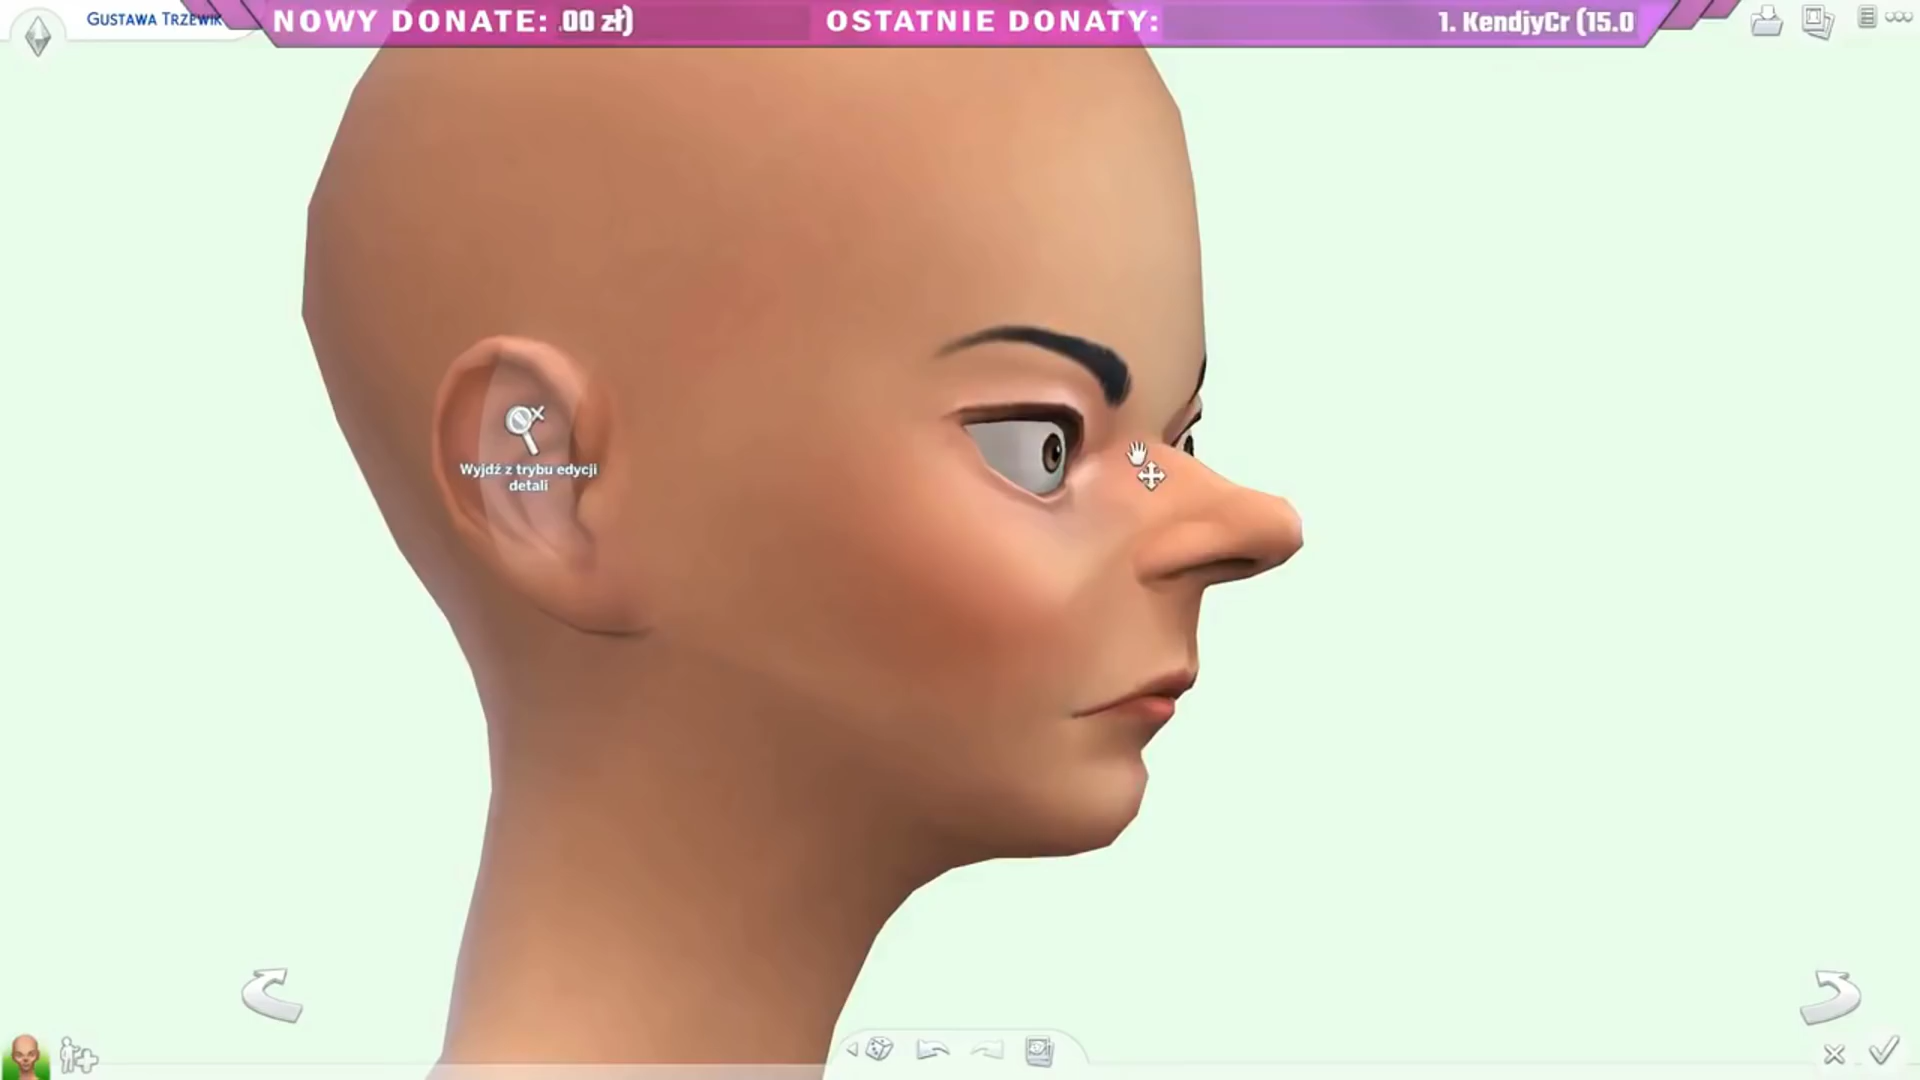 GUSTAWA TRZEWIK
NOWY DONATE: .00 zł)
OSTATNIE DONATY:
1. KendjyCr (15.0
Wyjdź z trybu edycji
detali